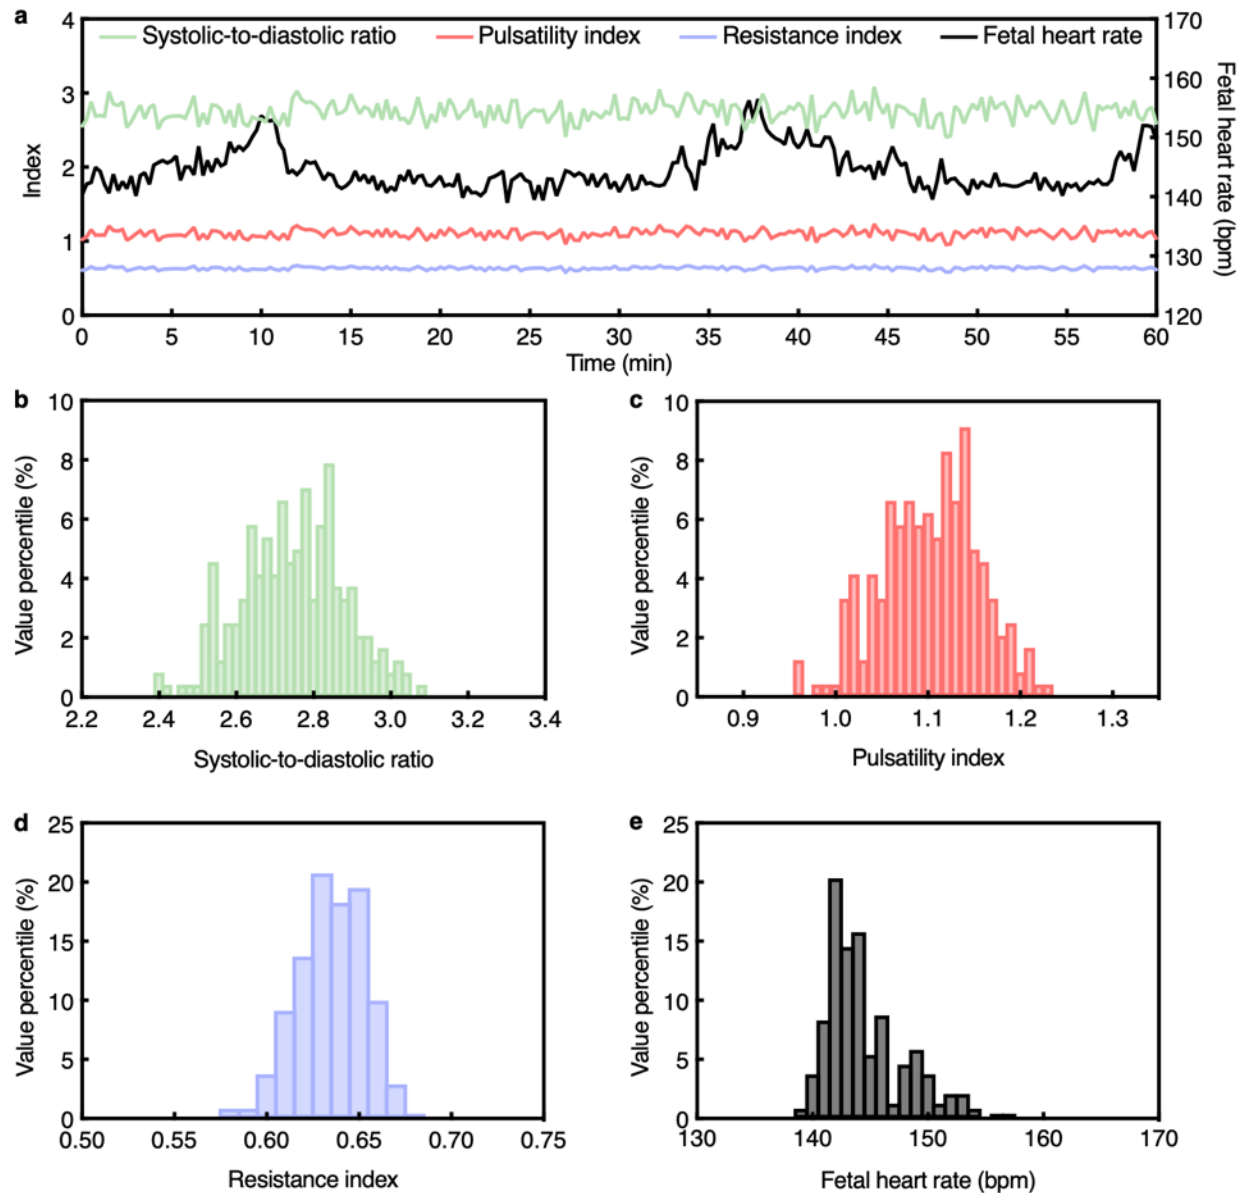 a
4
3
2
1
0
Index
Systolic-to-diastolic ratio
Pulsatility index
Resistance index
Fetal heart rate
170
160
150
140
130
120
Fetal heart rate (bpm)
0 5 10 15 20 25 30 35 40 45 50 55 60
Time (min)
b
10
8
6
4
2
0
Value percentile (%)
2.2 2.4 2.6 2.8 3.0 3.2 3.4
Systolic-to-diastolic ratio
c
10
8
6
4
2
0
Value percentile (%)
0.9 1.0 1.1 1.2 1.3
Pulsatility index
d
25
20
15
10
5
0
Value percentile (%)
0.50 0.55 0.60 0.65 0.70 0.75
Resistance index
e
25
20
15
10
5
0
Value percentile (%)
130 140 150 160 170
Fetal heart rate (bpm)